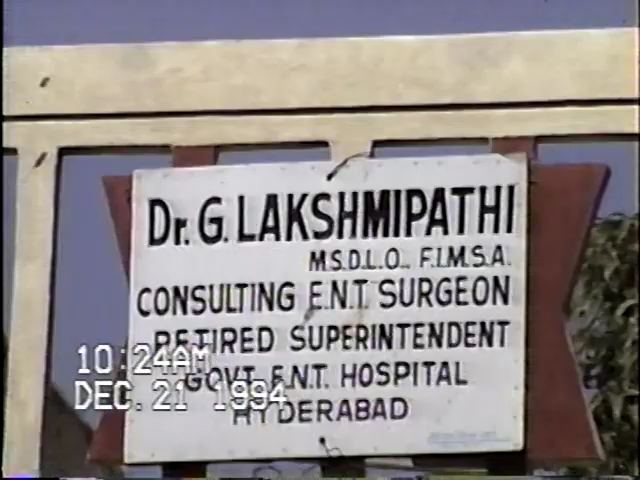 Dr. G. LAKSHMIPATHI
M.S.D.L.O., F.I.M.S.A.
CONSULTING E.N.T. SURGEON
RETIRED SUPERINTENDENT
GOVT. E.N.T. HOSPITAL
HYDERABAD
10:24AM
DEC. 21 1994